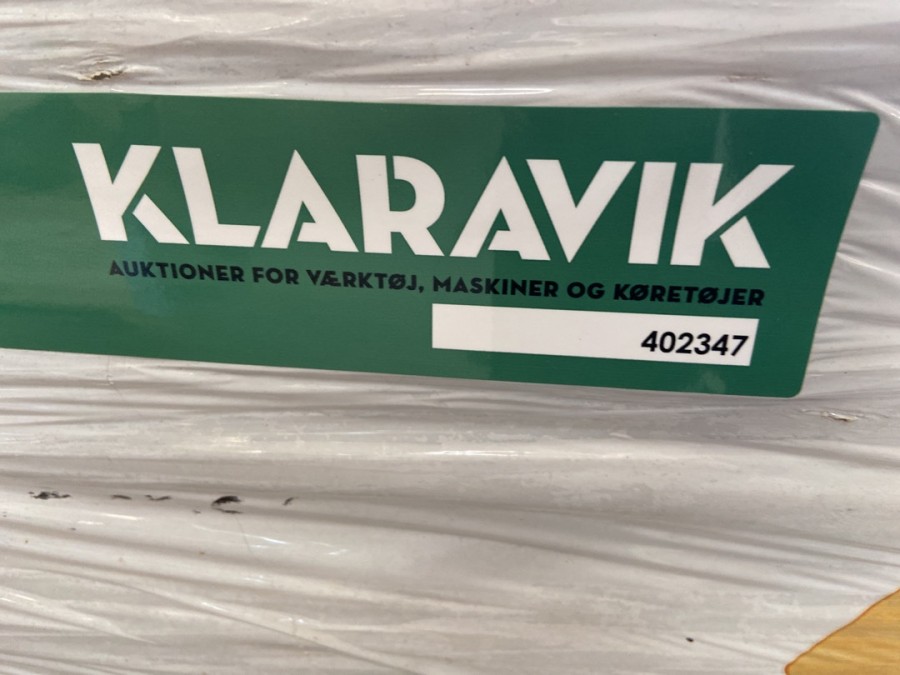 KLARAVIK
AUKTIONER FOR VÆRKTØJ, MASKINER OG KØRETØJER
402347